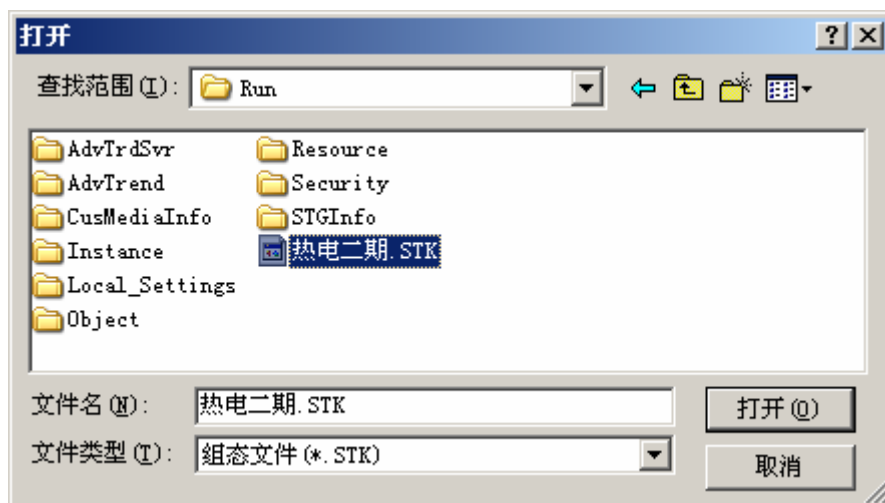 打开
查找范围(I): Run
AdvTrdSvr Resource
AdvTrend Security
CusMediaInfo STGInfo
Instance 热电二期.STK
Local_Settings
Object
文件名(N): 热电二期.STK 打开(O)
文件类型(T): 组态文件(*.STK) 取消